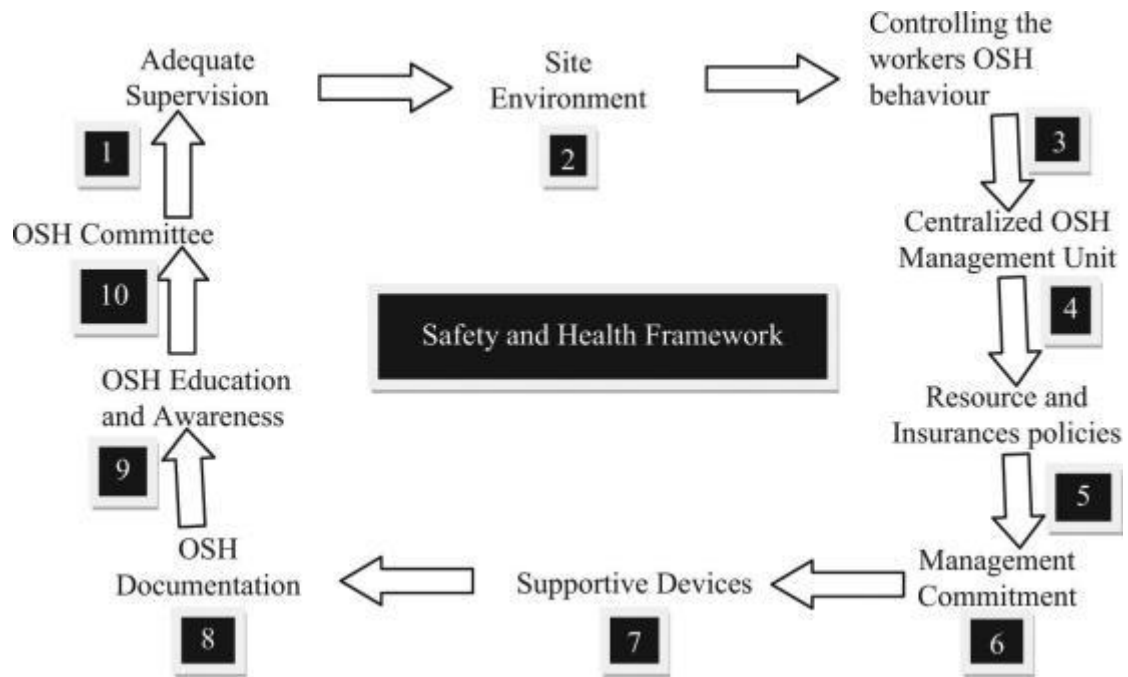 Adequate
Supervision
1
Site
Environment
2
Controlling the
workers OSH
behaviour
3
Centralized OSH
Management Unit
4
Resource and
Insurances policies
5
Management
Commitment
6
Supportive Devices
7
OSH
Documentation
8
OSH Education
and Awareness
9
OSH Committee
10
Safety and Health Framework